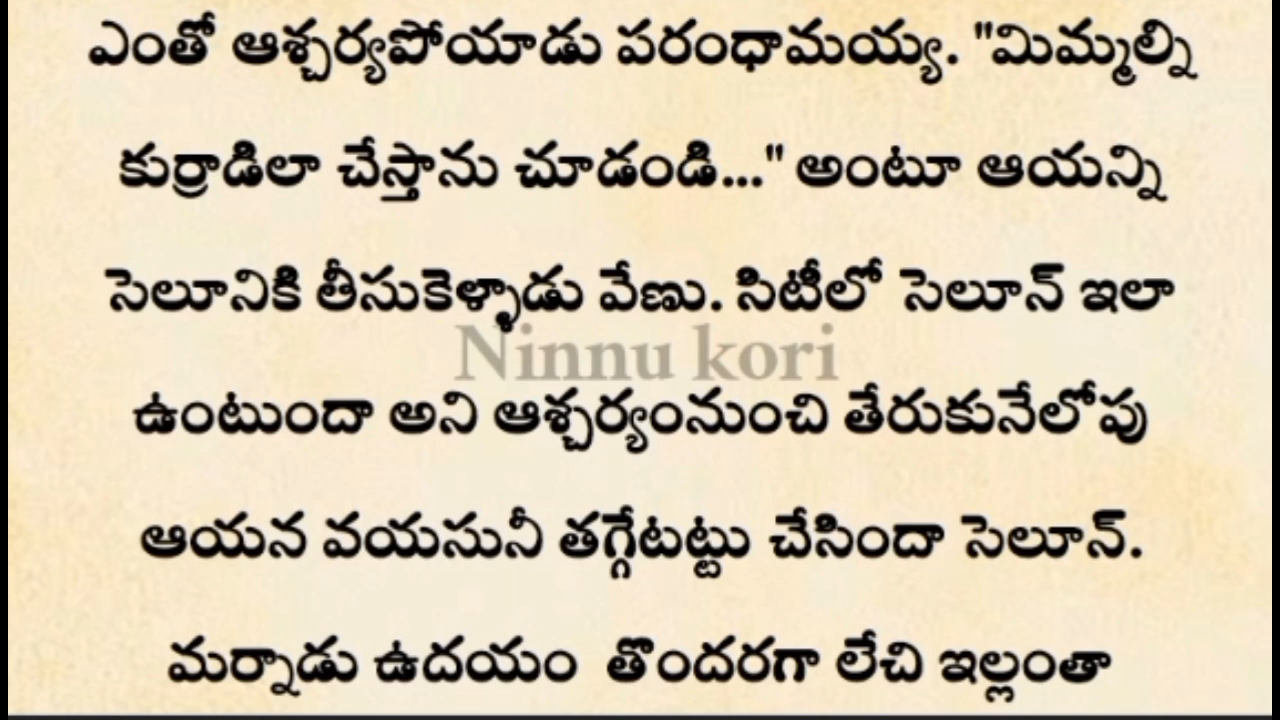 ఎంతో ఆశ్చర్యపోయాడు పరంధామయ్య. "మిమ్మల్ని
కుర్రాడిలా చేస్తాను చూడండి..." అంటూ ఆయన్ని
సెలూనికి తీసుకెళ్ళాడు వేణు. సిటీలో సెలూన్ ఇలా
Ninnu kori
ఉంటుందా అని ఆశ్చర్యంనుంచి తేరుకునేలోపు
ఆయన వయసునీ తగ్గేటట్టు చేసిందా సెలూన్.
మర్నాడు ఉదయం తొందరగా లేచి ఇల్లంతా